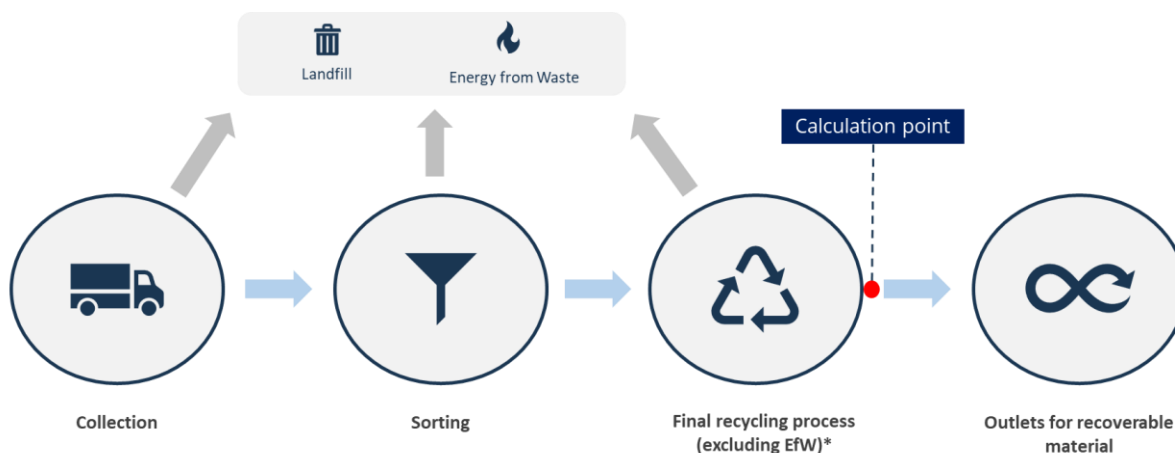 Landfill
Energy from Waste
Calculation point
Collection
Sorting
Final recycling process
(excluding EfW)*
Outlets for recoverable
material